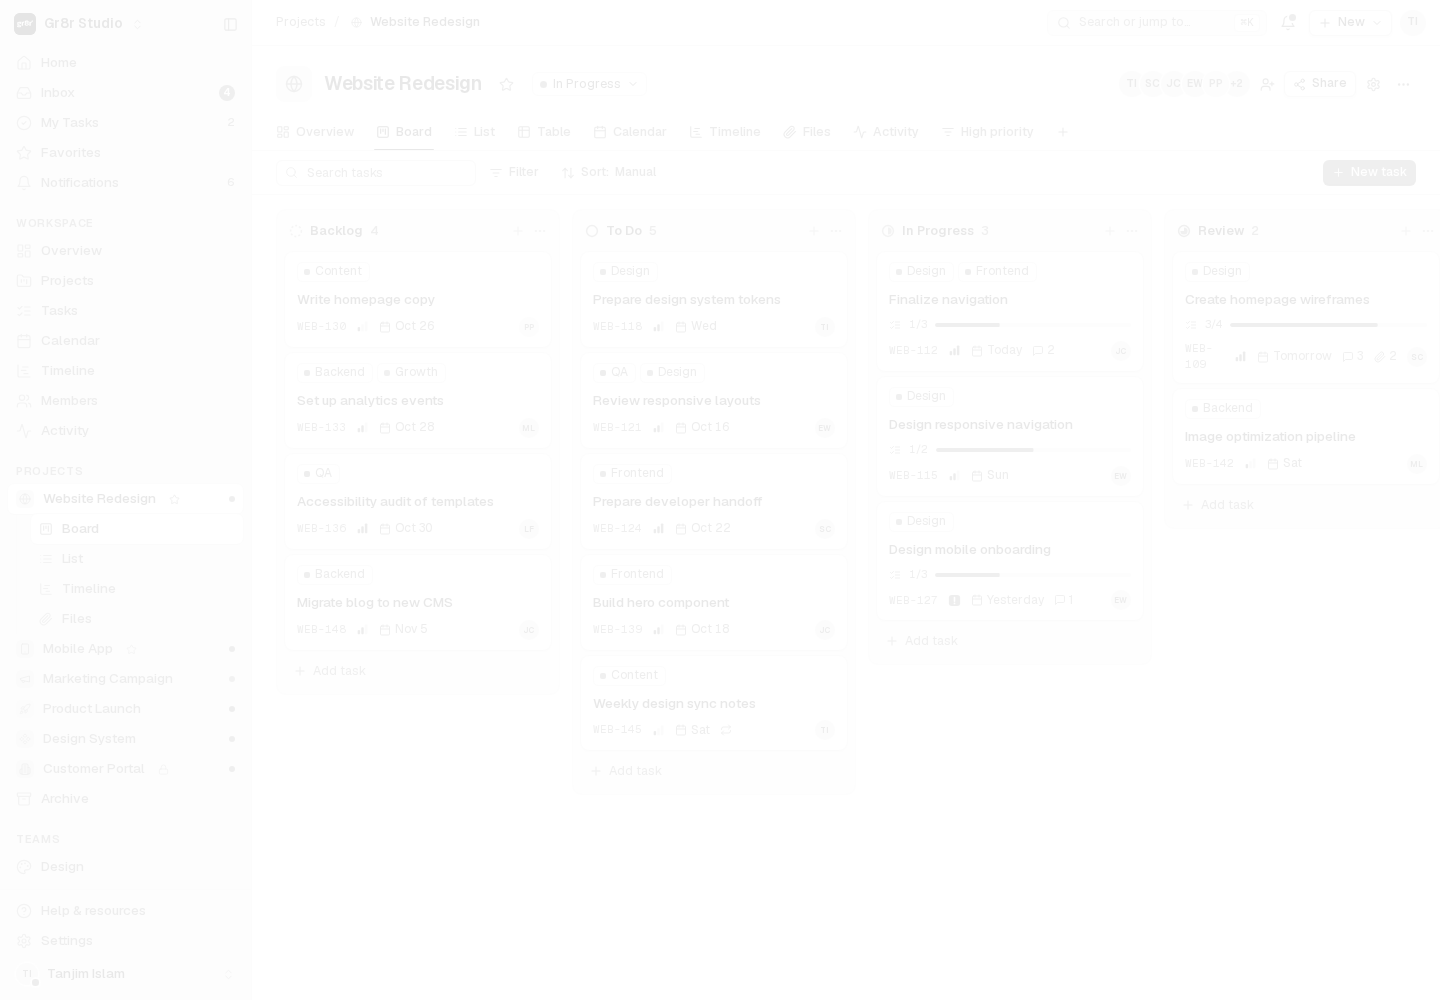 Gr8r Studio
Home
Inbox 4
My Tasks 2
Favorites
Notifications 6
WORKSPACE
Overview
Projects
Tasks
Calendar
Timeline
Members
Activity
PROJECTS
Website Redesign
Board
List
Timeline
Files
Mobile App
Marketing Campaign
Product Launch
Design System
Customer Portal
Archive
TEAMS
Design
Help & resources
Settings
TI Tanjim Islam
Projects / Website Redesign
Search or jump to... ⌘K
New
TI
Website Redesign
In Progress
TI SC JC EW PP +2
Share
Overview Board List Table Calendar Timeline Files Activity High priority
Search tasks Filter Sort: Manual
New task
Backlog 4
Content
Write homepage copy
WEB-130 Oct 26 PP
Backend Growth
Set up analytics events
WEB-133 Oct 28 ML
QA
Accessibility audit of templates
WEB-136 Oct 30 LF
Backend
Migrate blog to new CMS
WEB-148 Nov 5 JC
Add task
To Do 5
Design
Prepare design system tokens
WEB-118 Wed TI
QA Design
Review responsive layouts
WEB-121 Oct 16 EW
Frontend
Prepare developer handoff
WEB-124 Oct 22 SC
Frontend
Build hero component
WEB-139 Oct 18 JC
Content
Weekly design sync notes
WEB-145 Sat TI
Add task
In Progress 3
Design Frontend
Finalize navigation
1/3
WEB-112 Today 2 JC
Design
Design responsive navigation
1/2
WEB-115 Sun EW
Design
Design mobile onboarding
1/3
WEB-127 Yesterday 1 EW
Add task
Review 2
Design
Create homepage wireframes
3/4
WEB-
109 Tomorrow 3 2 SC
Backend
Image optimization pipeline
WEB-142 Sat ML
Add task